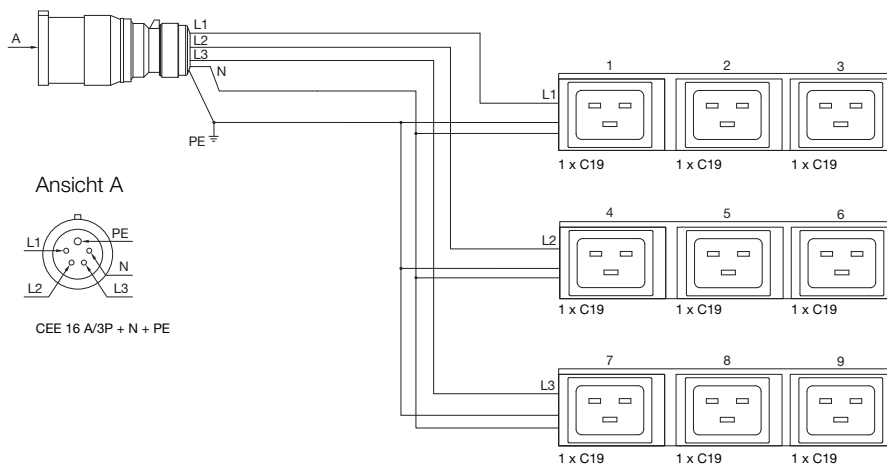 A
L1
L2
L3
N
PE
Ansicht A
L1
PE
N
L2
L3
CEE 16 A/3P + N + PE
1
2
3
L1
1 x C19
1 x C19
1 x C19
4
5
6
L2
1 x C19
1 x C19
1 x C19
7
8
9
L3
1 x C19
1 x C19
1 x C19